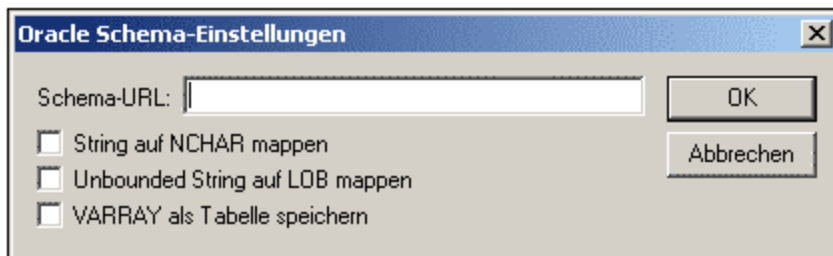 Oracle Schema-Einstellungen
Schema-URL:
OK
String auf NCHAR mappen
Abbrechen
Unbounded String auf LOB mappen
VARRAY als Tabelle speichern